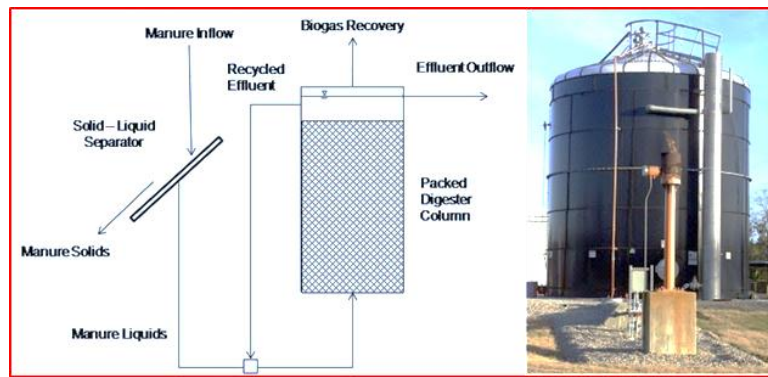 Manure Inflow
Biogas Recovery
Recycled
Effluent
Effluent Outflow
Solid – Liquid
Separator
Packed
Digester
Column
Manure Solids
Manure Liquids